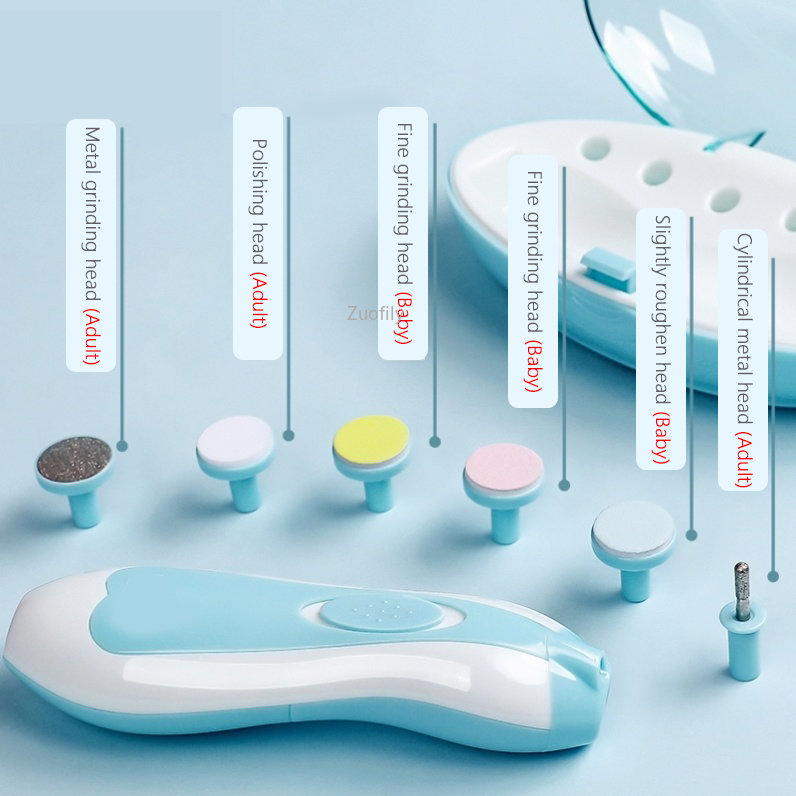 Metal grinding head (Adult)
Polishing head (Adult)
Fine grinding head (Baby)
Zuofily
Fine grinding head (Baby)
Slightly roughen head (Baby)
Cylindrical metal head (Adult)